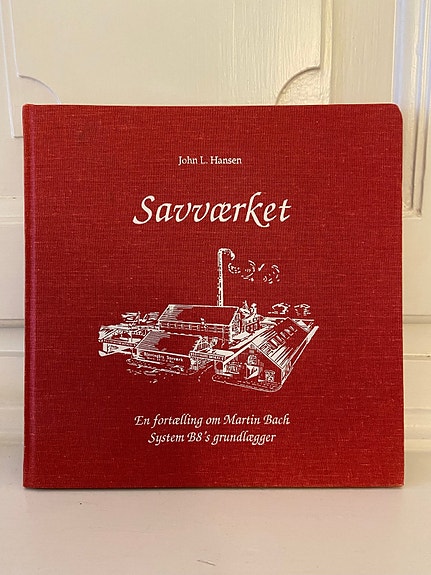 John L. Hansen
Savværket
En fortælling om Martin Bach
System B8's grundlægger